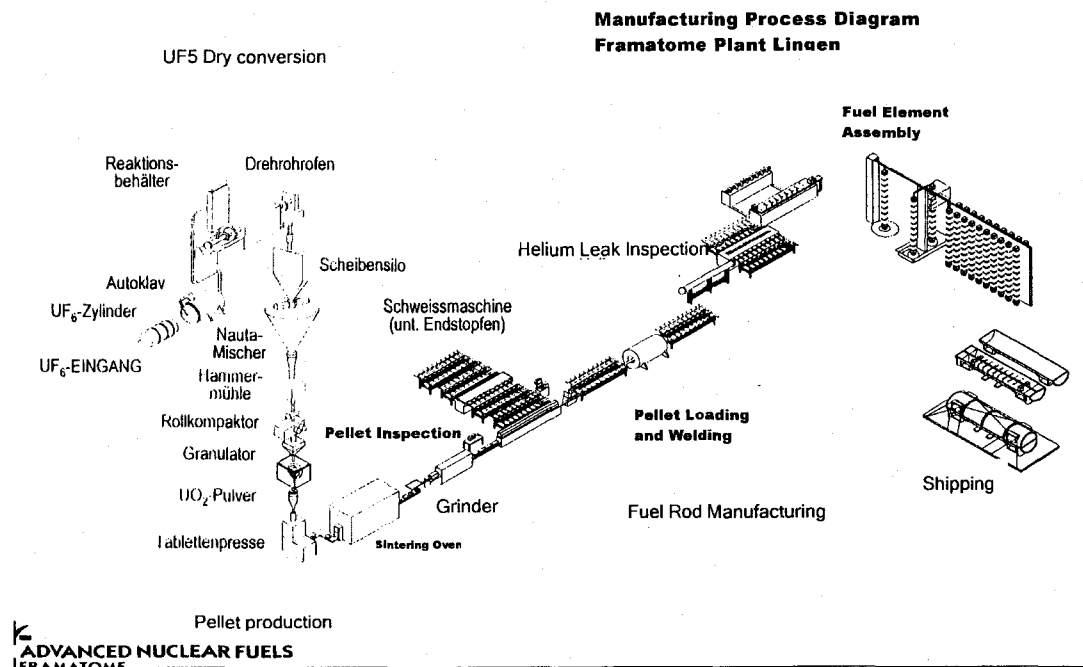 Manufacturing Process Diagram
Framatome Plant Lingen
UF5 Dry conversion
Fuel Element
Assembly
Reaktions-
behälter
Drehrohrofen
Helium Leak Inspection
Scheibensilo
Autoklav
UF6-Zylinder
Schweissmaschine
(unt. Endstopfen)
Nauta-
Mischer
UF6-EINGANG
Hammer-
mühle
Rollkompaktor
Pellet Inspection
Pellet Loading
and Welding
Granulator
Shipping
UO2-Pulver
Grinder
Fuel Rod Manufacturing
Tablettenpresse
Sintering Oven
Pellet production
ADVANCED NUCLEAR FUELS
FRAMATOME